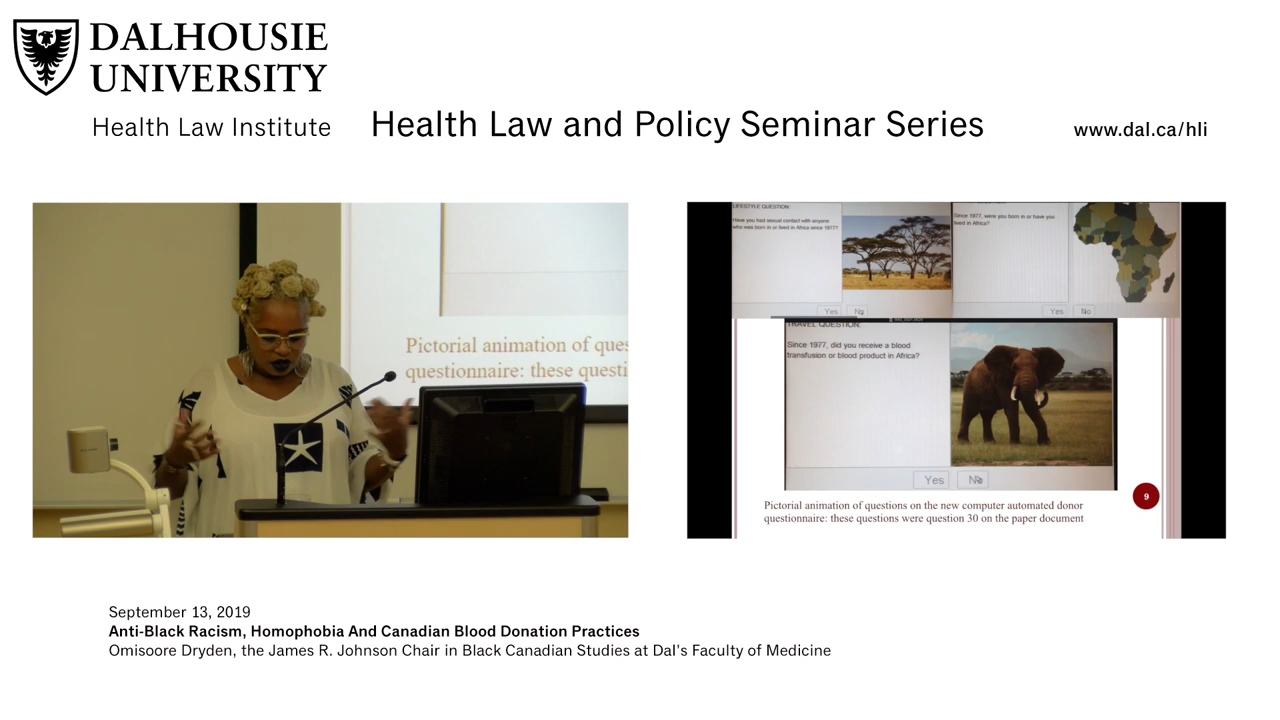 DALHOUSIE
UNIVERSITY
Health Law Institute
Health Law and Policy Seminar Series
www.dal.ca/hli
Pictorial animation of ques
questionnaire: these questi
LIFESTYLE QUESTION:
Have you had sexual contact with anyone
who was born in or lived in Africa since 1977?
Yes No
Since 1977, were you born in or have you
lived in Africa?
Yes No
TRAVEL QUESTION:
Since 1977, did you receive a blood
transfusion or blood product in Africa?
Yes No
9
Pictorial animation of questions on the new computer automated donor
questionnaire: these questions were question 30 on the paper document
September 13, 2019
Anti-Black Racism, Homophobia And Canadian Blood Donation Practices
Omisoore Dryden, the James R. Johnson Chair in Black Canadian Studies at Dal's Faculty of Medicine